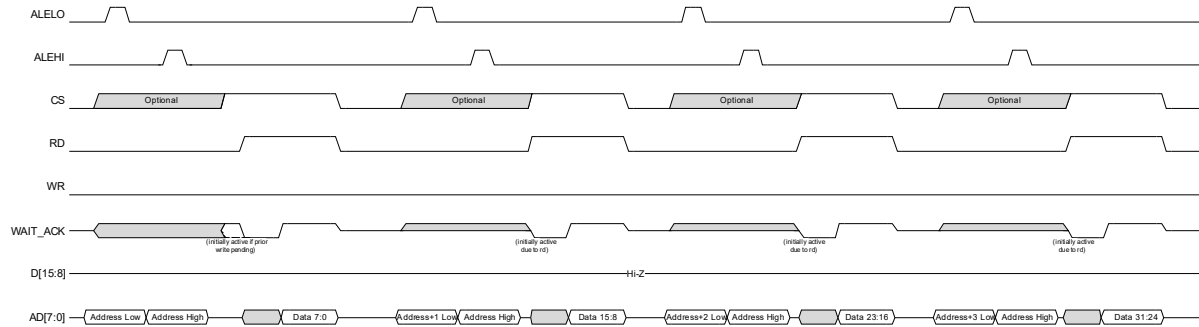 ALELO
ALEHI
CS Optional Optional Optional Optional
RD
WR
WAIT_ACK
(initially active if prior (initially active (initially active (initially active
write pending) due to rd) due to rd) due to rd)
D[15:8] Hi-Z
AD[7:0] Address Low Address High Data 7:0 Address+1 Low Address High Data 15:8 Address+2 Low Address High Data 23:16 Address+3 Low Address High Data 31:24